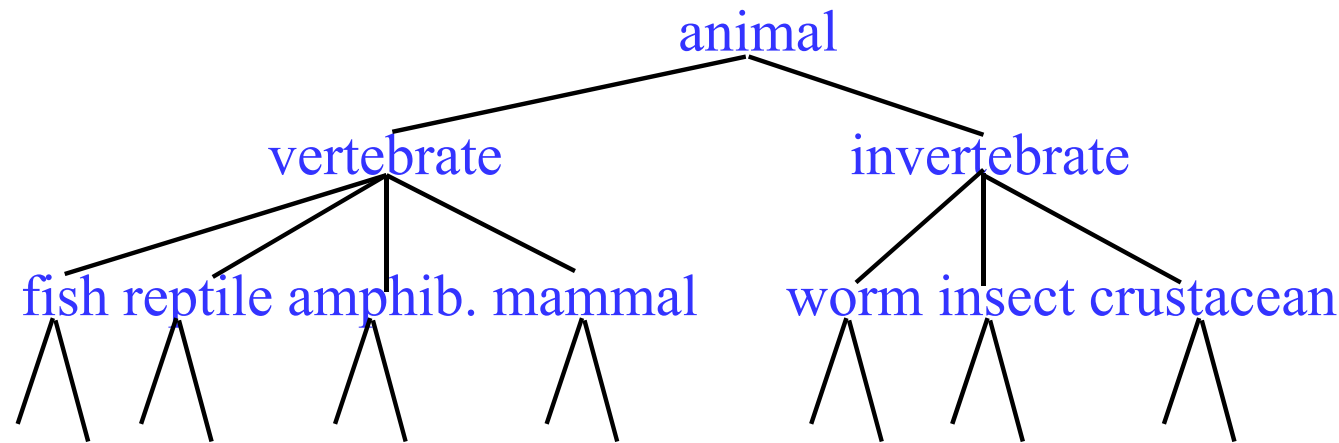 animal
vertebrate invertebrate
fish reptile amphib. mammal worm insect crustacean